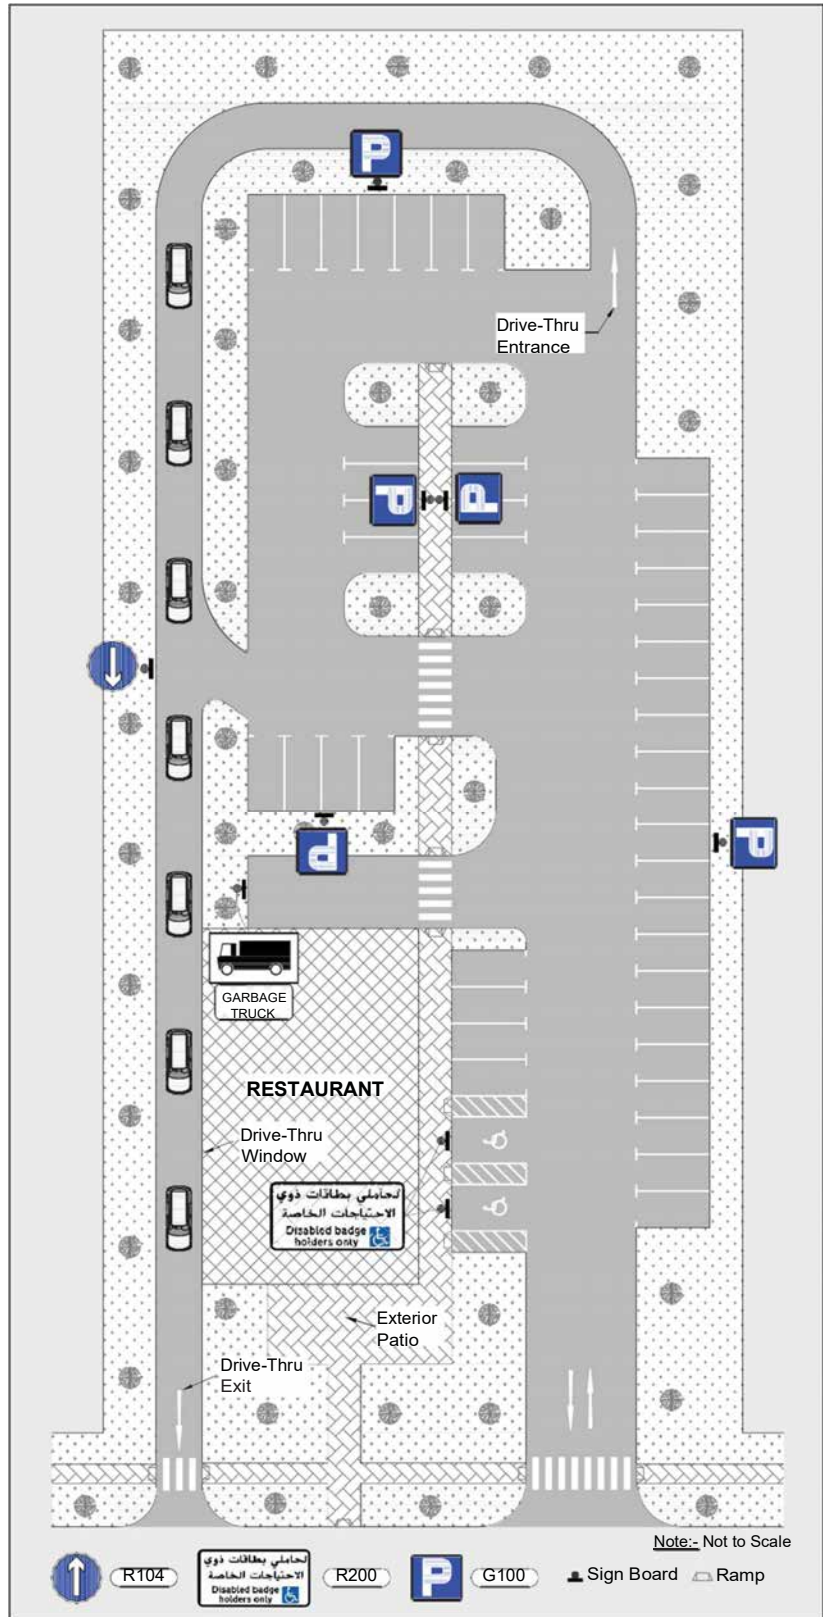 P
Drive-Thru
Entrance
P
P
P
P
GARBAGE
TRUCK
RESTAURANT
Drive-Thru
Window
لحاملي بطاقات ذوي
الاحتياجات الخاصة
Disabled badge
holders only
Exterior
Patio
Drive-Thru
Exit
Note:- Not to Scale
R104
لحاملي بطاقات ذوي
الاحتياجات الخاصة
Disabled badge
holders only
R200
P
G100
Sign Board
Ramp